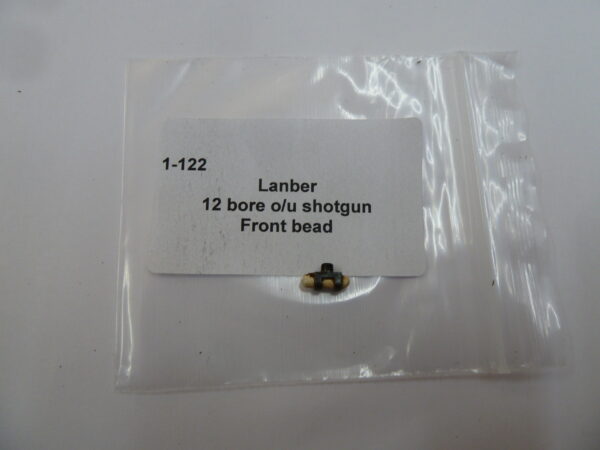 1-122
Lanber
12 bore o/u shotgun
Front bead